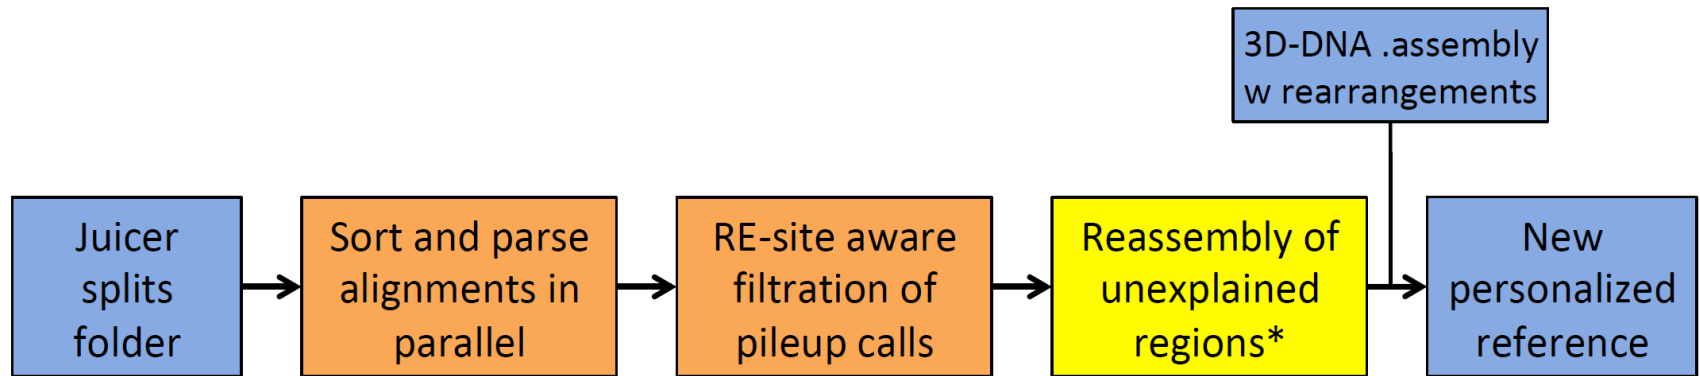 3D-DNA .assembly
w rearrangements
Juicer
splits
folder
Sort and parse
alignments in
parallel
RE-site aware
filtration of
pileup calls
Reassembly of
unexplained
regions*
New
personalized
reference